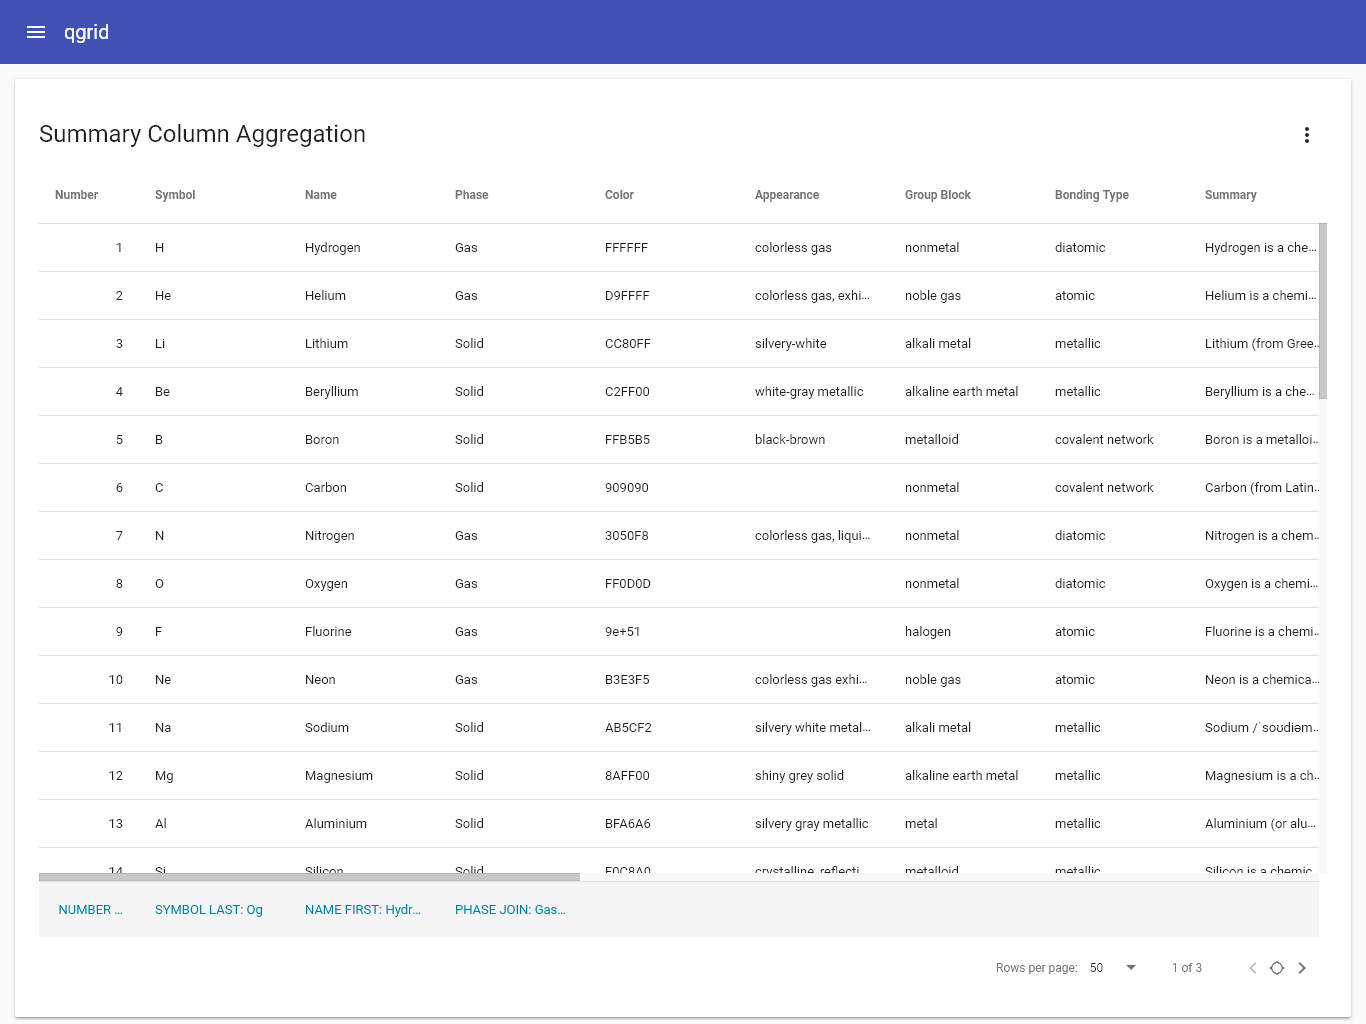 qgrid
Summary Column Aggregation
Number Symbol Name Phase Color Appearance Group Block Bonding Type Summary
1 H Hydrogen Gas FFFFFF colorless gas nonmetal diatomic Hydrogen is a che...
2 He Helium Gas D9FFFF colorless gas, exhi... noble gas atomic Helium is a chemi...
3 Li Lithium Solid CC80FF silvery-white alkali metal metallic Lithium (from Gree...
4 Be Beryllium Solid C2FF00 white-gray metallic alkaline earth metal metallic Beryllium is a che...
5 B Boron Solid FFB5B5 black-brown metalloid covalent network Boron is a metalloi...
6 C Carbon Solid 909090 nonmetal covalent network Carbon (from Latin...
7 N Nitrogen Gas 3050F8 colorless gas, liqui... nonmetal diatomic Nitrogen is a chem...
8 O Oxygen Gas FF0D0D nonmetal diatomic Oxygen is a chemi...
9 F Fluorine Gas 9e+51 halogen atomic Fluorine is a chemi...
10 Ne Neon Gas B3E3F5 colorless gas exhi... noble gas atomic Neon is a chemica...
11 Na Sodium Solid AB5CF2 silvery white metal... alkali metal metallic Sodium /ˈsoʊdiəm...
12 Mg Magnesium Solid 8AFF00 shiny grey solid alkaline earth metal metallic Magnesium is a ch...
13 Al Aluminium Solid BFA6A6 silvery gray metallic metal metallic Aluminium (or alu...
14 Si Silicon Solid F0C8A0 crystalline, reflecti... metalloid metallic Silicon is a chemic...
NUMBER ... SYMBOL LAST: Og NAME FIRST: Hydr... PHASE JOIN: Gas...
Rows per page: 50 1 of 3